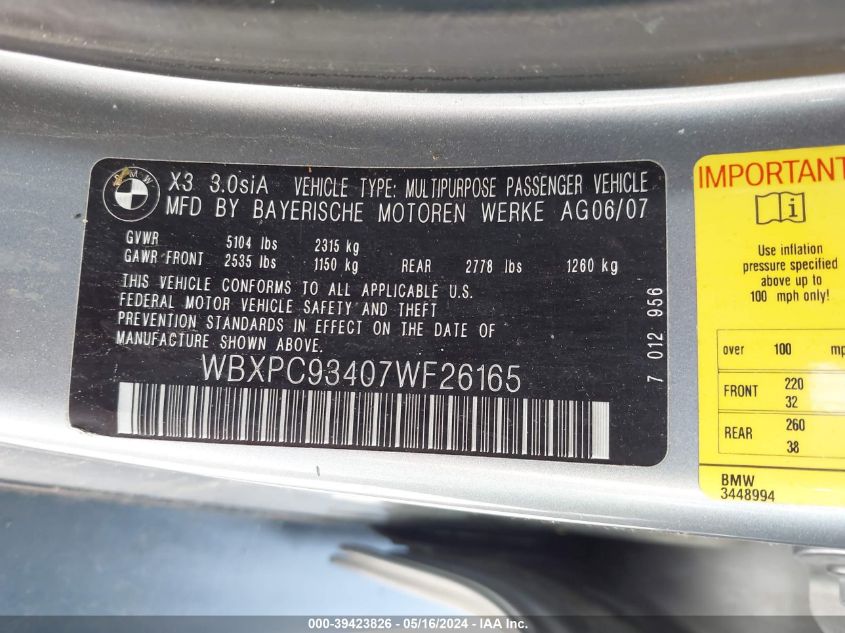 BMW
X3 3.0siA VEHICLE TYPE: MULTIPURPOSE PASSENGER VEHICLE
MFD BY BAYERISCHE MOTOREN WERKE AG06/07
GVWR 5104 lbs 2315 kg
GAWR FRONT 2535 lbs 1150 kg REAR 2778 lbs 1260 kg
THIS VEHICLE CONFORMS TO ALL APPLICABLE U.S.
FEDERAL MOTOR VEHICLE SAFETY AND THEFT
PREVENTION STANDARDS IN EFFECT ON THE DATE OF
MANUFACTURE SHOWN ABOVE.
WBXPC93407WF26165
7 012 956
IMPORTANT
i
Use inflation
pressure specified
above up to
100 mph only!
over 100 mp
FRONT 220
32
REAR 260
38
BMW
3448994
000-39423826 - 05/16/2024 - IAA Inc.